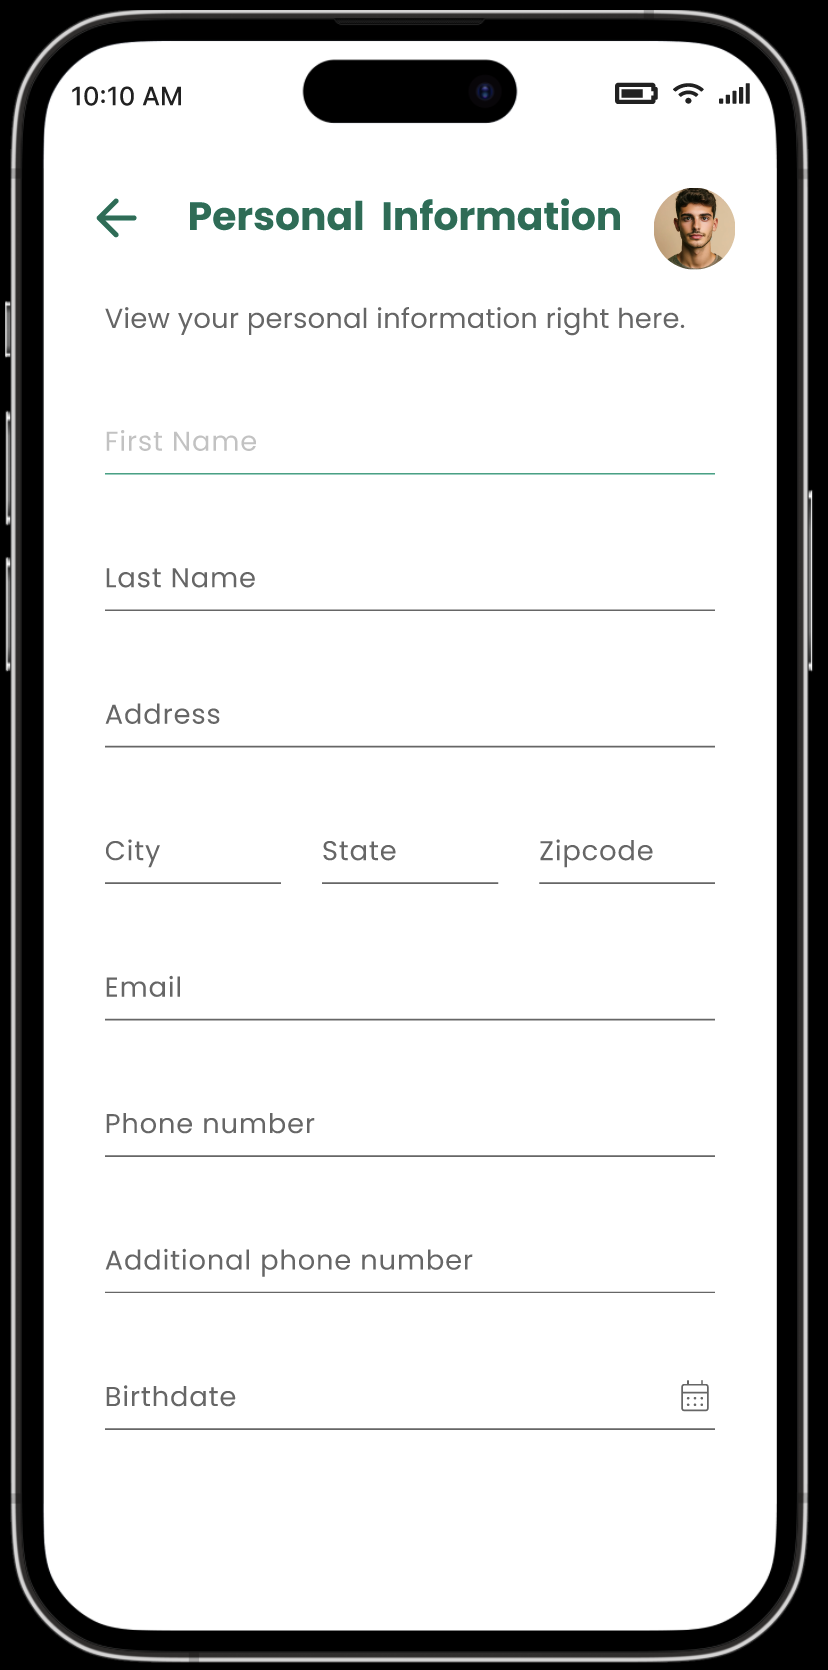 10:10 AM
Personal Information
View your personal information right here.
First Name
Last Name
Address
City State Zipcode
Email
Phone number
Additional phone number
Birthdate